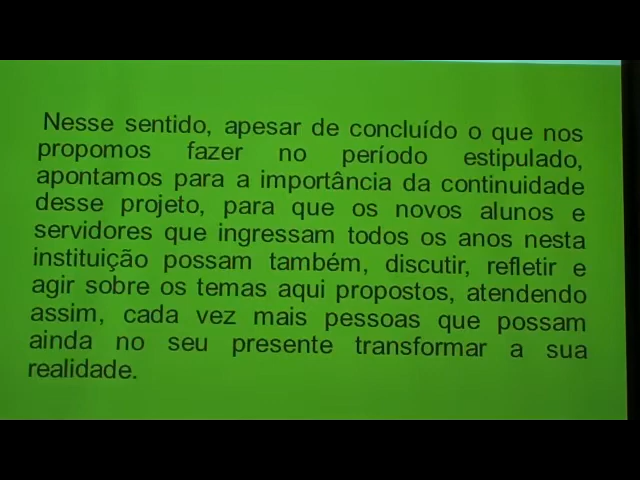 Nesse sentido, apesar de concluído o que nos
propomos fazer no período estipulado,
apontamos para a importância da continuidade
desse projeto, para que os novos alunos e
servidores que ingressam todos os anos nesta
instituição possam também, discutir, refletir e
agir sobre os temas aqui propostos, atendendo
assim, cada vez mais pessoas que possam
ainda no seu presente transformar a sua
realidade.